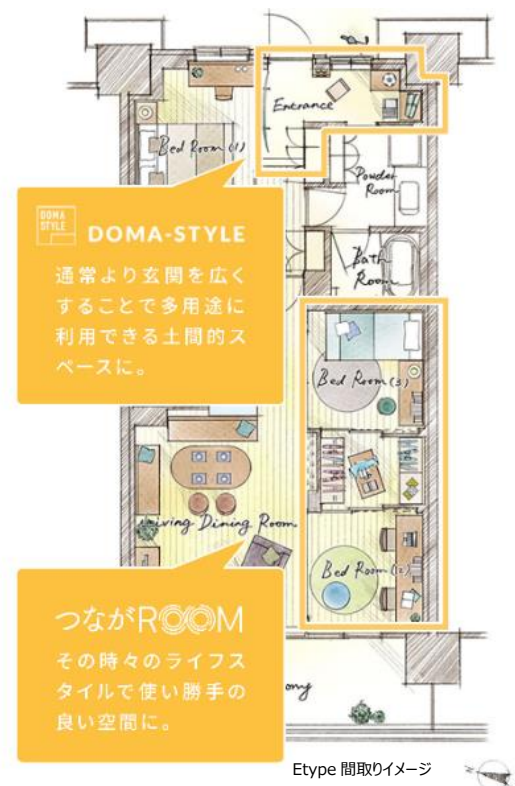 Entrance
Bed Room (1)
Powder
Room
DOMA
STYLE
DOMA-STYLE
通常より玄関を広く
することで多用途に
利用できる土間的ス
ペースに。
Bath
Room
Bed Room (3)
Living Dining Room
Bed Room (2)
つながROOM
その時々のライフス
タイルで使い勝手の
良い空間に。
Etype 間取りイメージ